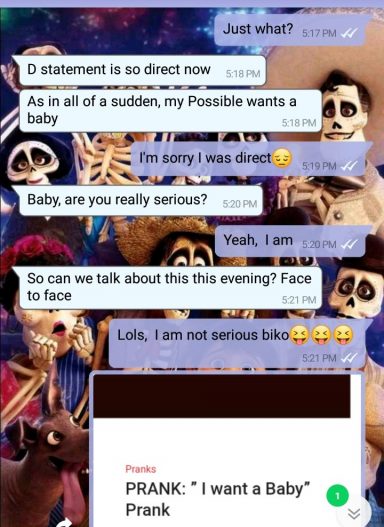 Just what? 5:17 PM
D statement is so direct now 5:18 PM
As in all of a sudden, my Possible wants a
baby 5:18 PM
I'm sorry I was direct😔 5:19 PM
Baby, are you really serious? 5:20 PM
Yeah, I am 5:20 PM
So can we talk about this this evening? Face
to face 5:21 PM
Lols, I am not serious biko😝😝😝
5:21 PM
Pranks
PRANK: " I want a Baby"
Prank
1